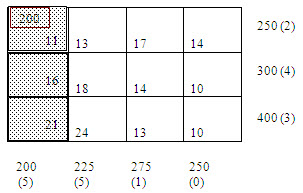 200
11 13 17 14 250 (2)
16 18 14 10 300 (4)
21 24 13 10 400 (3)
200 225 275 250
(5) (5) (1) (0)